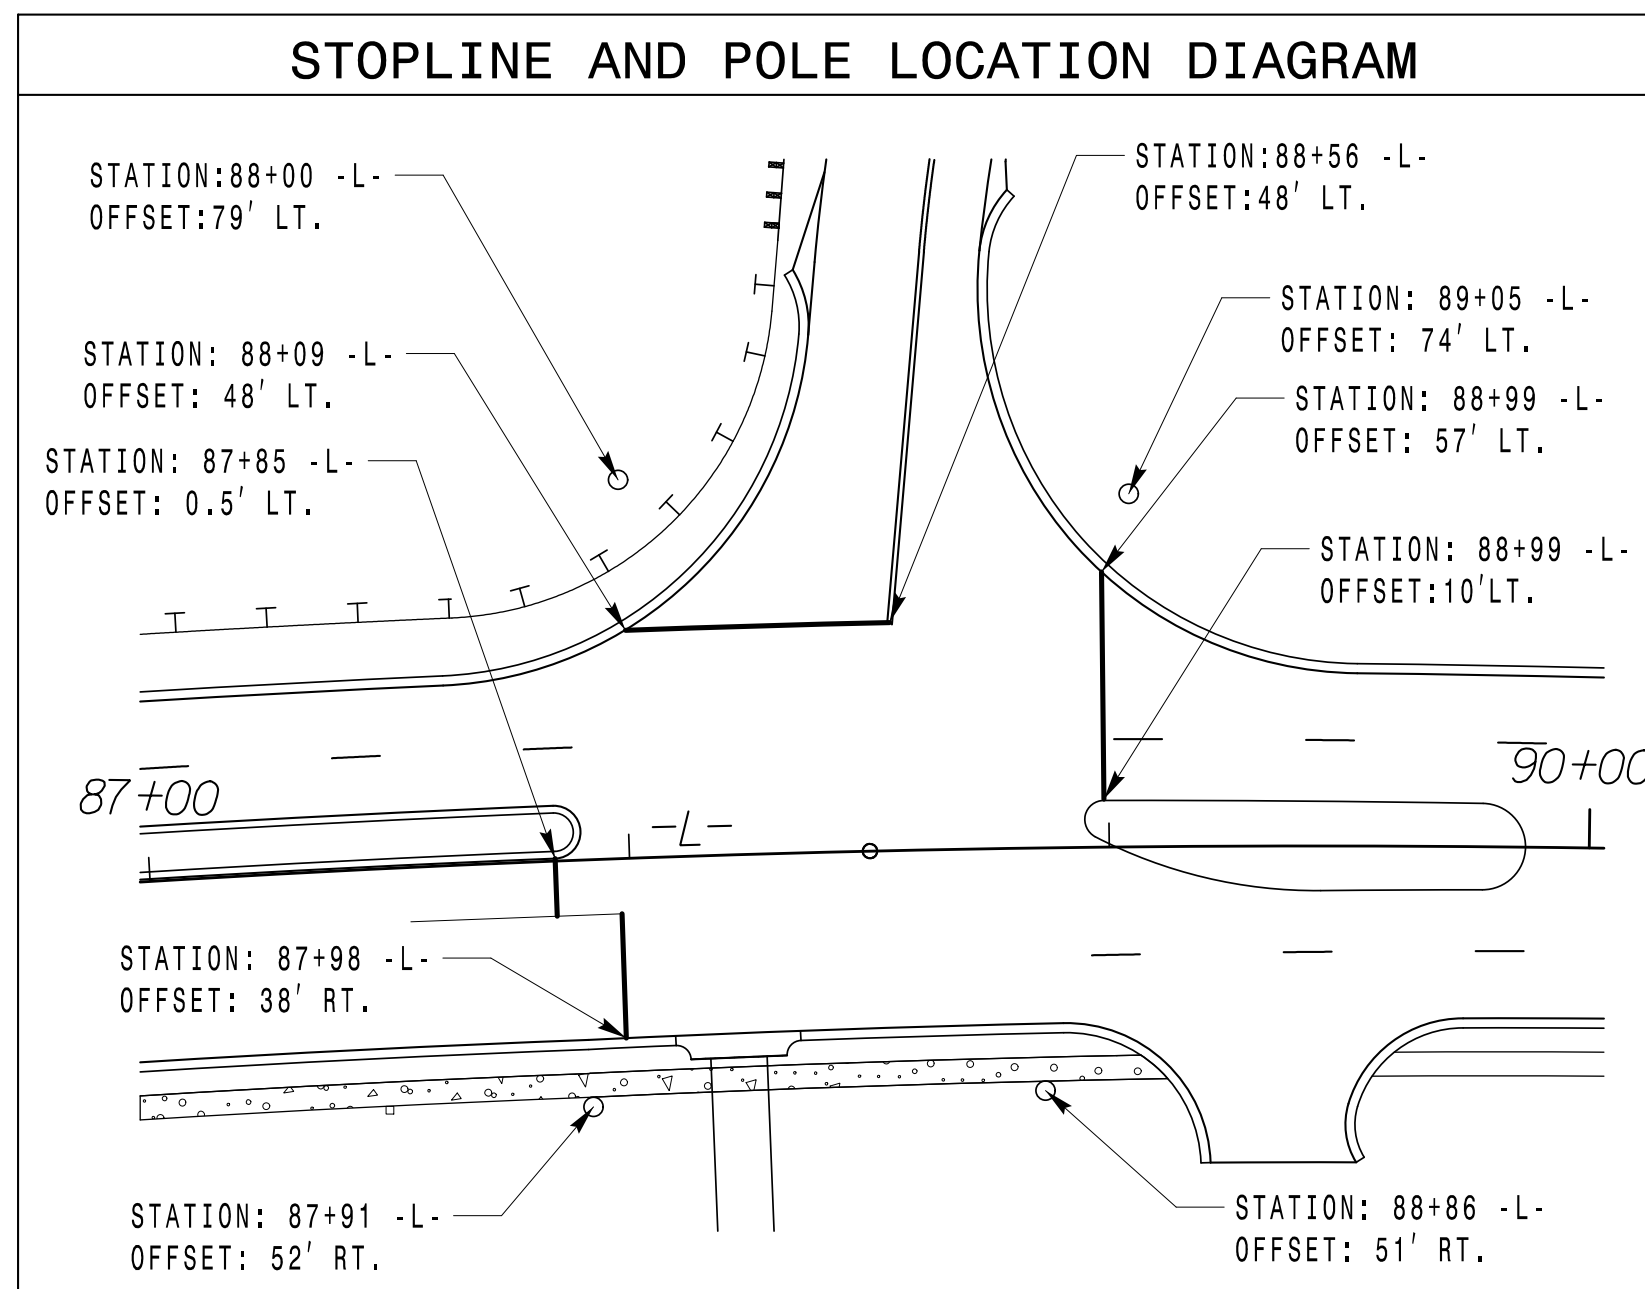 STOPLINE AND POLE LOCATION DIAGRAM
STATION:88+00 -L-
OFFSET:79' LT.
STATION:88+56 -L-
OFFSET:48' LT.
STATION: 89+05 -L-
OFFSET: 74' LT.
STATION: 88+09 -L-
OFFSET: 48' LT.
STATION: 88+99 -L-
OFFSET: 57' LT.
STATION: 87+85 -L-
OFFSET: 0.5' LT.
STATION: 88+99 -L-
OFFSET:10'LT.
87+00
90+00
-L-
STATION: 87+98 -L-
OFFSET: 38' RT.
STATION: 87+91 -L-
OFFSET: 52' RT.
STATION: 88+86 -L-
OFFSET: 51' RT.